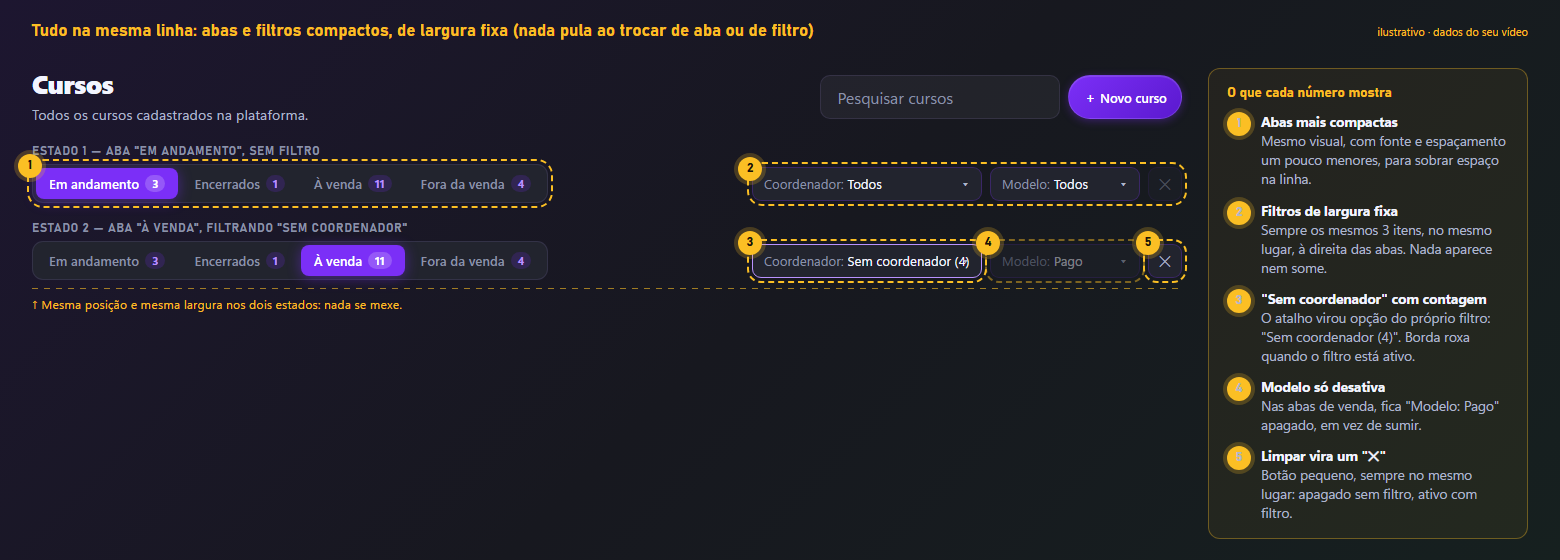 Tudo na mesma linha: abas e filtros compactos, de largura fixa (nada pula ao trocar de aba ou de filtro)
ilustrativo · dados do seu vídeo
Cursos
Todos os cursos cadastrados na plataforma.
Pesquisar cursos
+ Novo curso
ESTADO 1 — ABA "EM ANDAMENTO", SEM FILTRO
1
Em andamento 3
Encerrados 1
À venda 11
Fora da venda 4
2
Coordenador: Todos
Modelo: Todos
✕
ESTADO 2 — ABA "À VENDA", FILTRANDO "SEM COORDENADOR"
Em andamento 3
Encerrados 1
À venda 11
Fora da venda 4
3
Coordenador: Sem coordenador (4)
4
Modelo: Pago
5
✕
↑ Mesma posição e mesma largura nos dois estados: nada se mexe.
O que cada número mostra
1
Abas mais compactas
Mesmo visual, com fonte e espaçamento
um pouco menores, para sobrar espaço
na linha.
2
Filtros de largura fixa
Sempre os mesmos 3 itens, no mesmo
lugar, à direita das abas. Nada aparece
nem some.
3
"Sem coordenador" com contagem
O atalho virou opção do próprio filtro:
"Sem coordenador (4)". Borda roxa
quando o filtro está ativo.
4
Modelo só desativa
Nas abas de venda, fica "Modelo: Pago"
apagado, em vez de sumir.
5
Limpar vira um "✕"
Botão pequeno, sempre no mesmo
lugar: apagado sem filtro, ativo com
filtro.